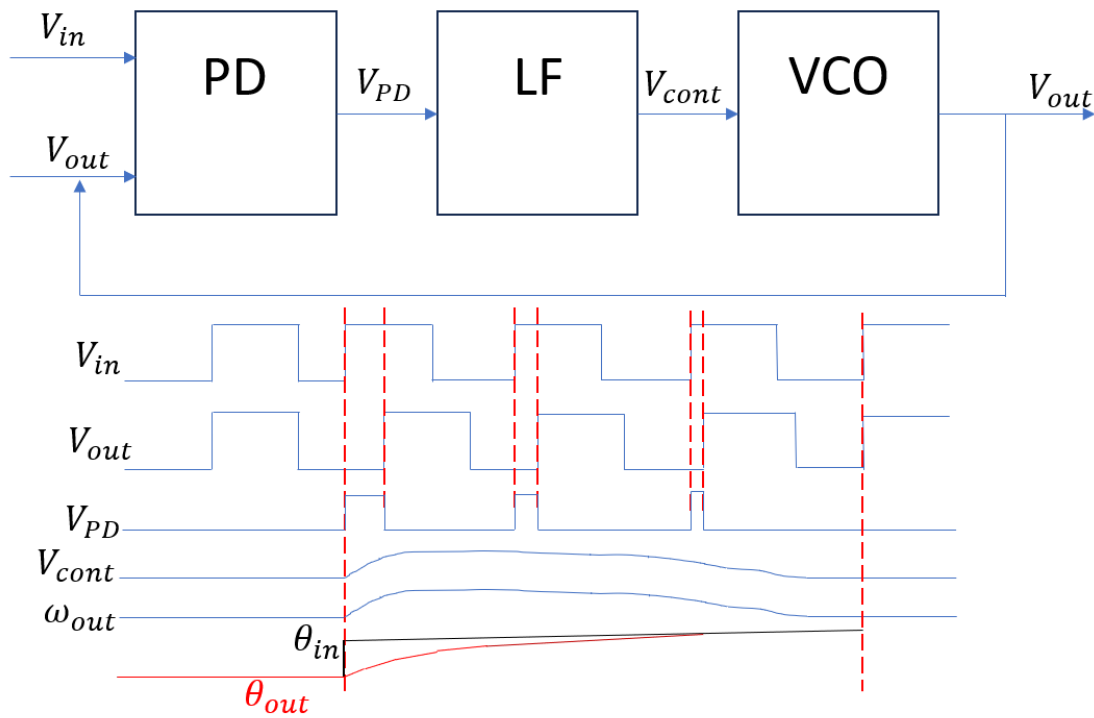 V_in
PD
LF
VCO
V_PD
V_cont
V_out
V_out
V_in
V_out
V_PD
V_cont
ω_out
θ_in
θ_out